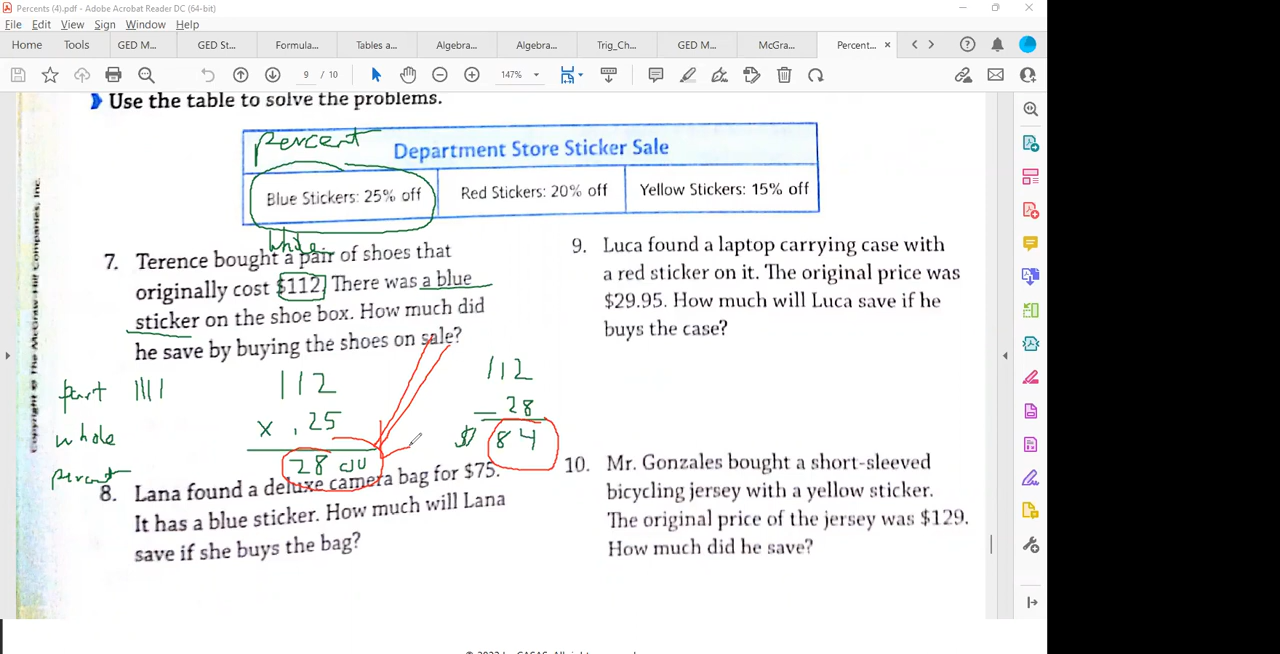 Percents (4).pdf - Adobe Acrobat Reader DC (64-bit)
File Edit View Sign Window Help
Home Tools GED M... GED St... Formula... Tables a... Algebra... Algebra... Trig_Ch... GED M... McGra... Percent... ×
9 / 10 147%
Use the table to solve the problems.
percent
Department Store Sticker Sale
Blue Stickers: 25% off Red Stickers: 20% off Yellow Stickers: 15% off
whole
7. Terence bought a pair of shoes that
originally cost $112. There was a blue
sticker on the shoe box. How much did
he save by buying the shoes on sale?
part
whole
percent
112
x .25
28
112
- 28
$ 84
8. Lana found a deluxe camera bag for $75.
It has a blue sticker. How much will Lana
save if she buys the bag?
9. Luca found a laptop carrying case with
a red sticker on it. The original price was
$29.95. How much will Luca save if he
buys the case?
10. Mr. Gonzales bought a short-sleeved
bicycling jersey with a yellow sticker.
The original price of the jersey was $129.
How much did he save?
Copyright © The McGraw-Hill Companies, Inc.